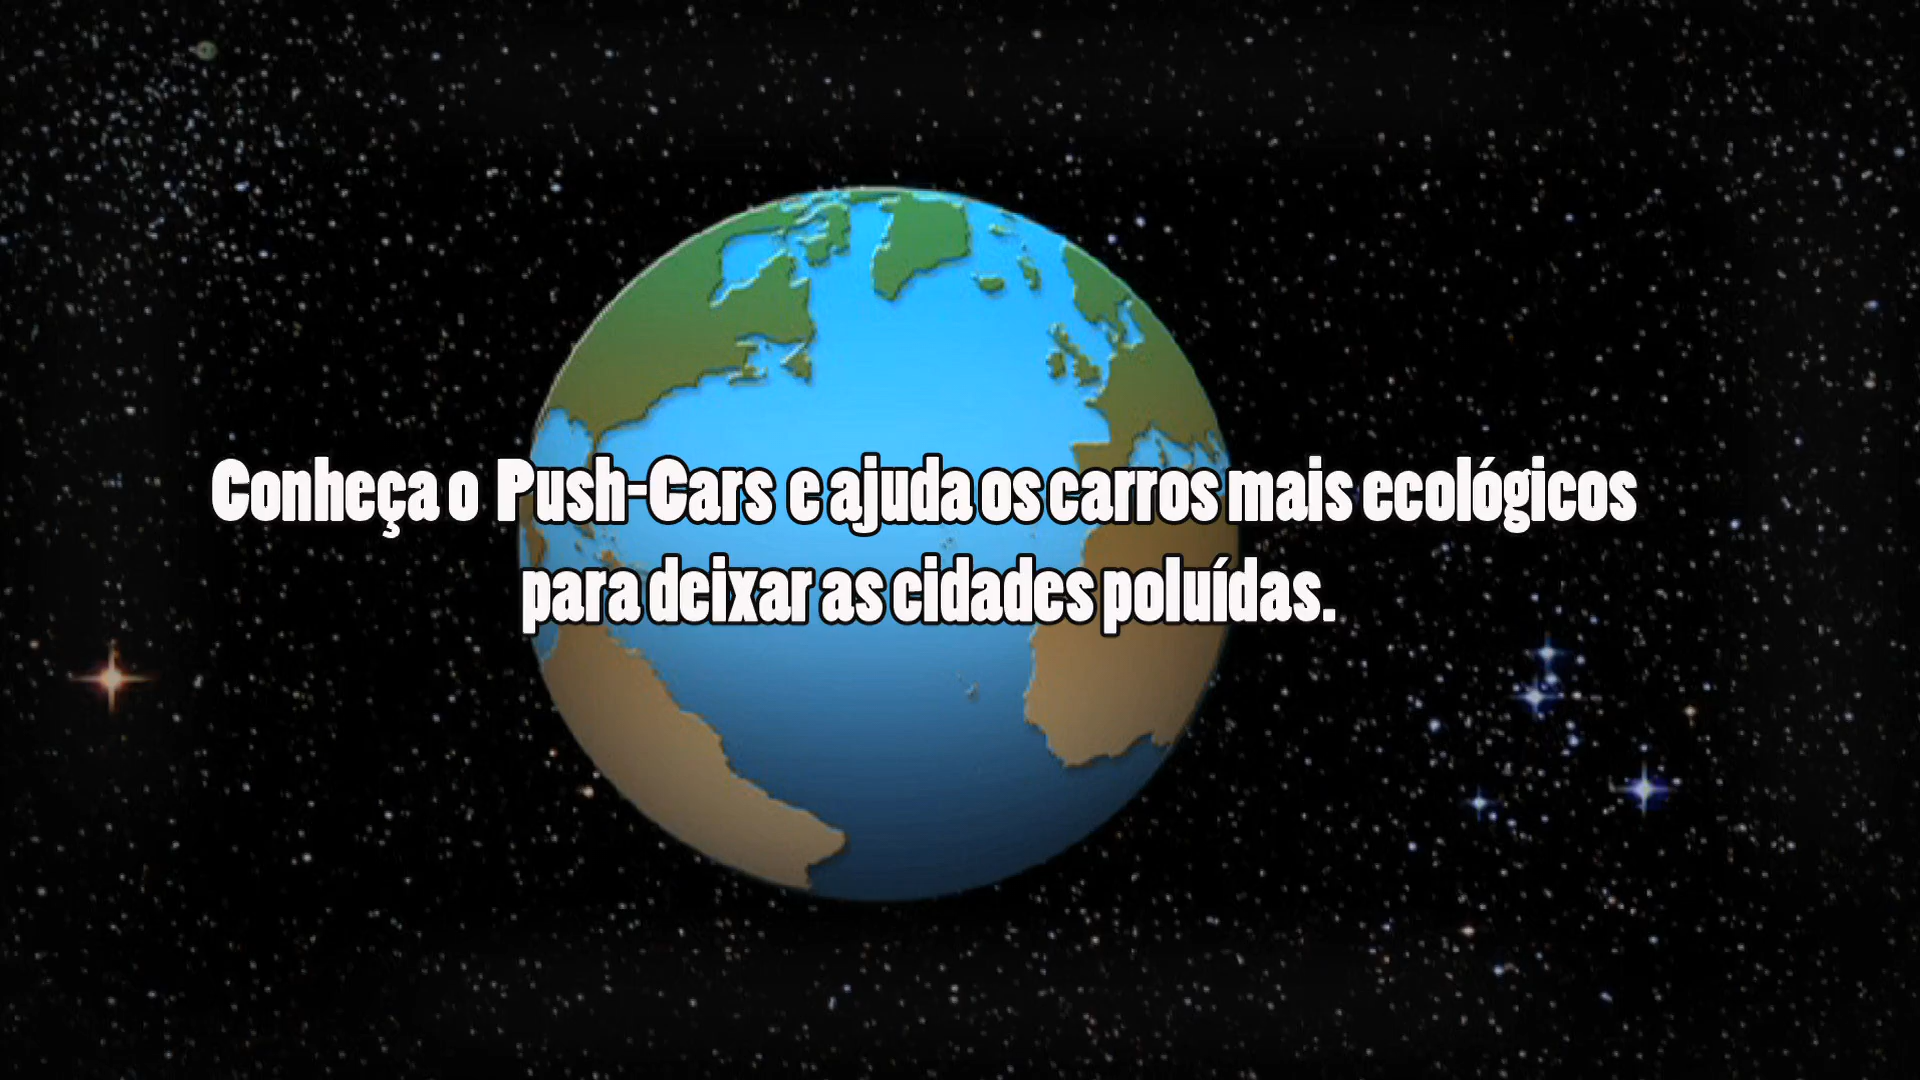 Conheça o Push-Cars e ajuda os carros mais ecológicos
para deixar as cidades poluídas.